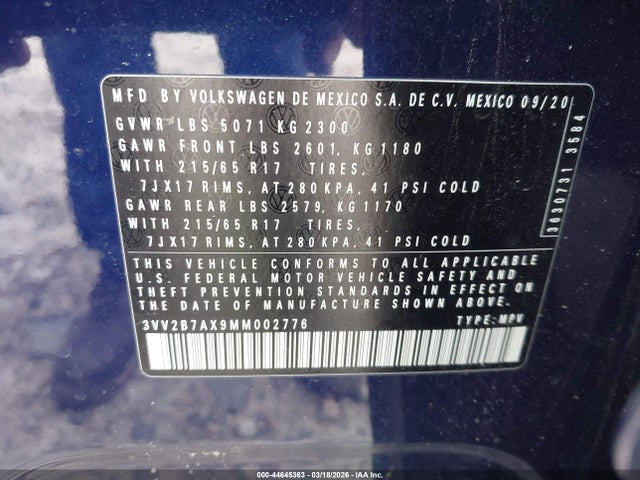 MFD BY VOLKSWAGEN DE MEXICO S.A. DE C.V. MEXICO 09/20
GVWR LBS 5071 KG 2300
GAWR FRONT LBS 2601, KG 1180
WITH 215/65 R17 TIRES,
7JX17 RIMS, AT 280 KPA, 41 PSI COLD
GAWR REAR LBS 2579, KG 1170
WITH 215/65 R17 TIRES,
7JX17 RIMS, AT 280 KPA, 41 PSI COLD
THIS VEHICLE CONFORMS TO ALL APPLICABLE
U.S. FEDERAL MOTOR VEHICLE SAFETY AND
THEFT PREVENTION STANDARDS IN EFFECT ON
THE DATE OF MANUFACTURE SHOWN ABOVE.
3VV2B7AX9MM002776 TYPE: MPV
3630731 3584
000-44645363 | 03/18/2026 | IAA Inc.